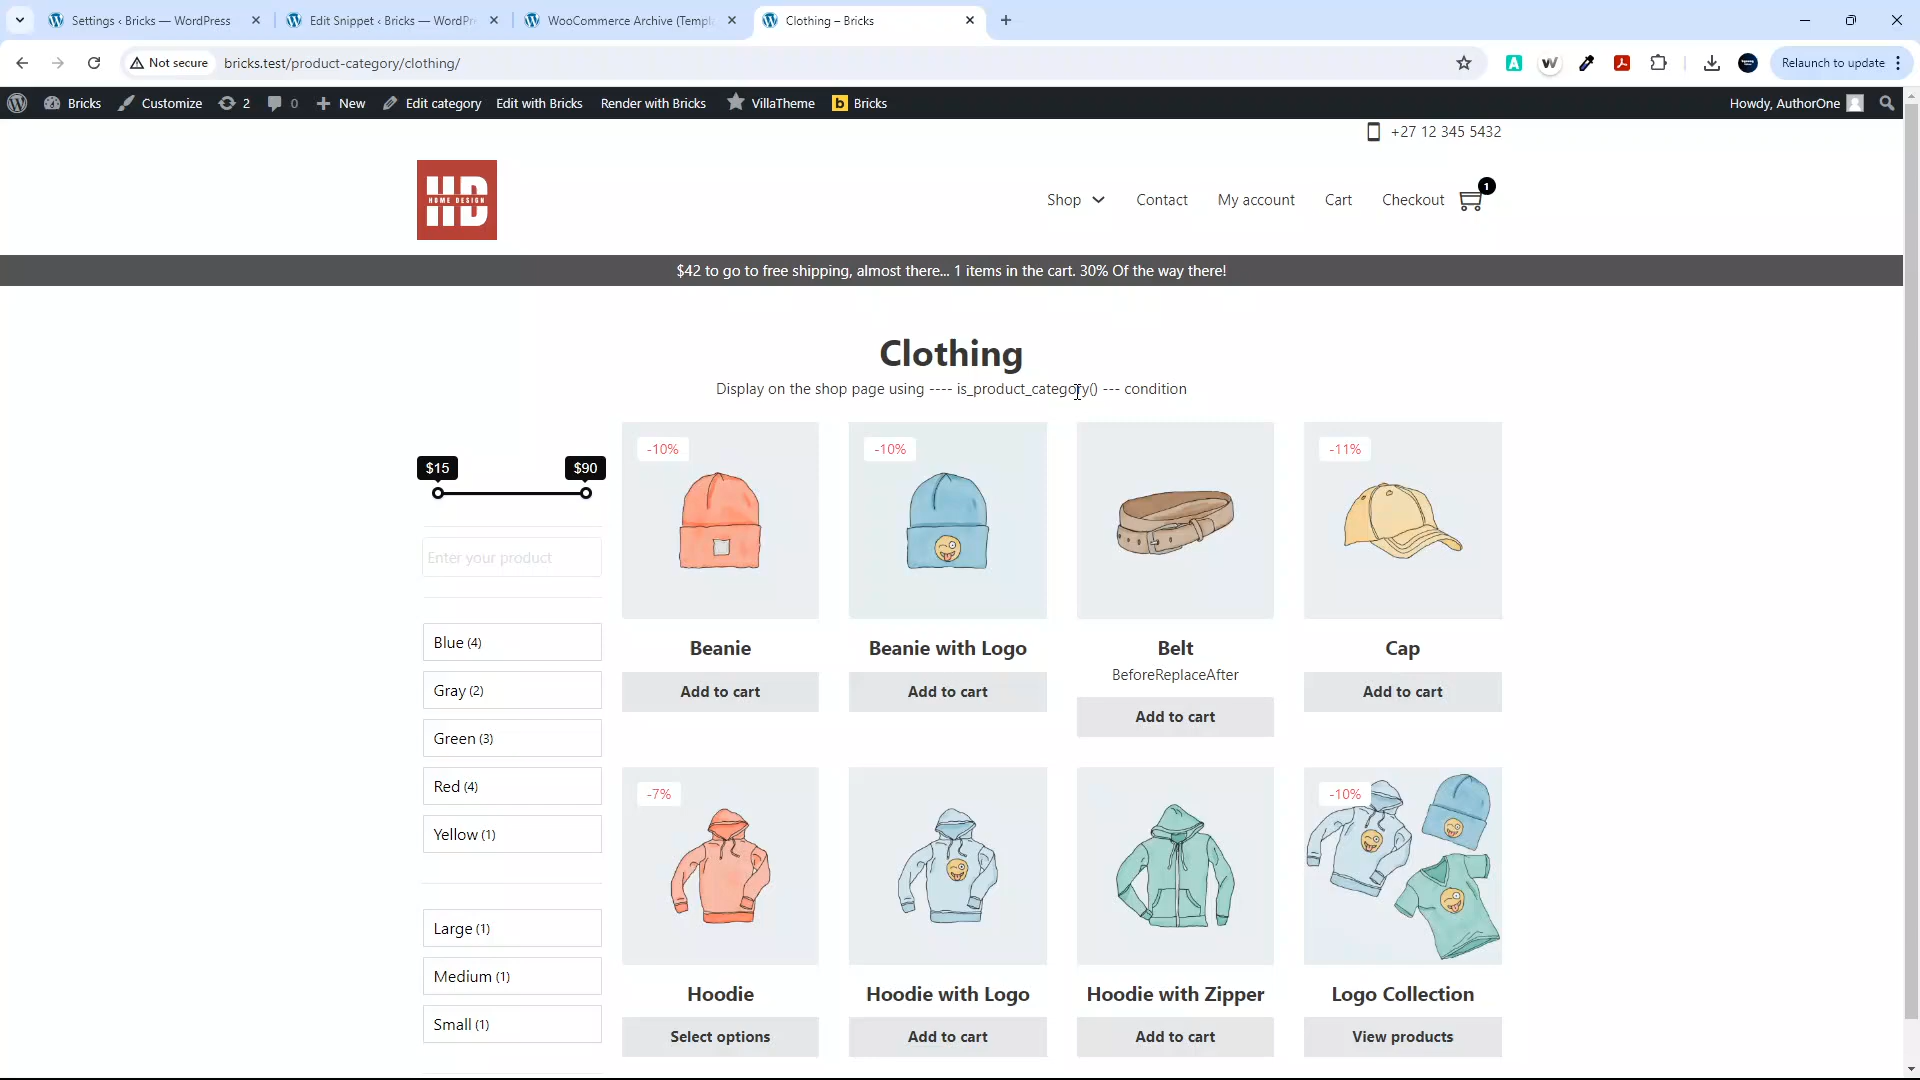 Settings ‹ Bricks — WordPress
Edit Snippet ‹ Bricks — WordPr
WooCommerce Archive (Templ
Clothing – Bricks
Not secure
bricks.test/product-category/clothing/
Relaunch to update
Bricks
Customize
2
0
New
Edit category
Edit with Bricks
Render with Bricks
VillaTheme
b
Bricks
Howdy, AuthorOne
+27 12 345 5432
HD
HOME DESIGN
Shop
Contact
My account
Cart
Checkout
1
$42 to go to free shipping, almost there... 1 items in the cart. 30% Of the way there!
Clothing
Display on the shop page using ---- is_product_category() --- condition
$15
$90
Enter your product
Blue (4)
Gray (2)
Green (3)
Red (4)
Yellow (1)
Large (1)
Medium (1)
Small (1)
-10%
-10%
-11%
Beanie
Beanie with Logo
Belt
Cap
BeforeReplaceAfter
Add to cart
Add to cart
Add to cart
Add to cart
-7%
-10%
Hoodie
Hoodie with Logo
Hoodie with Zipper
Logo Collection
Select options
Add to cart
Add to cart
View products